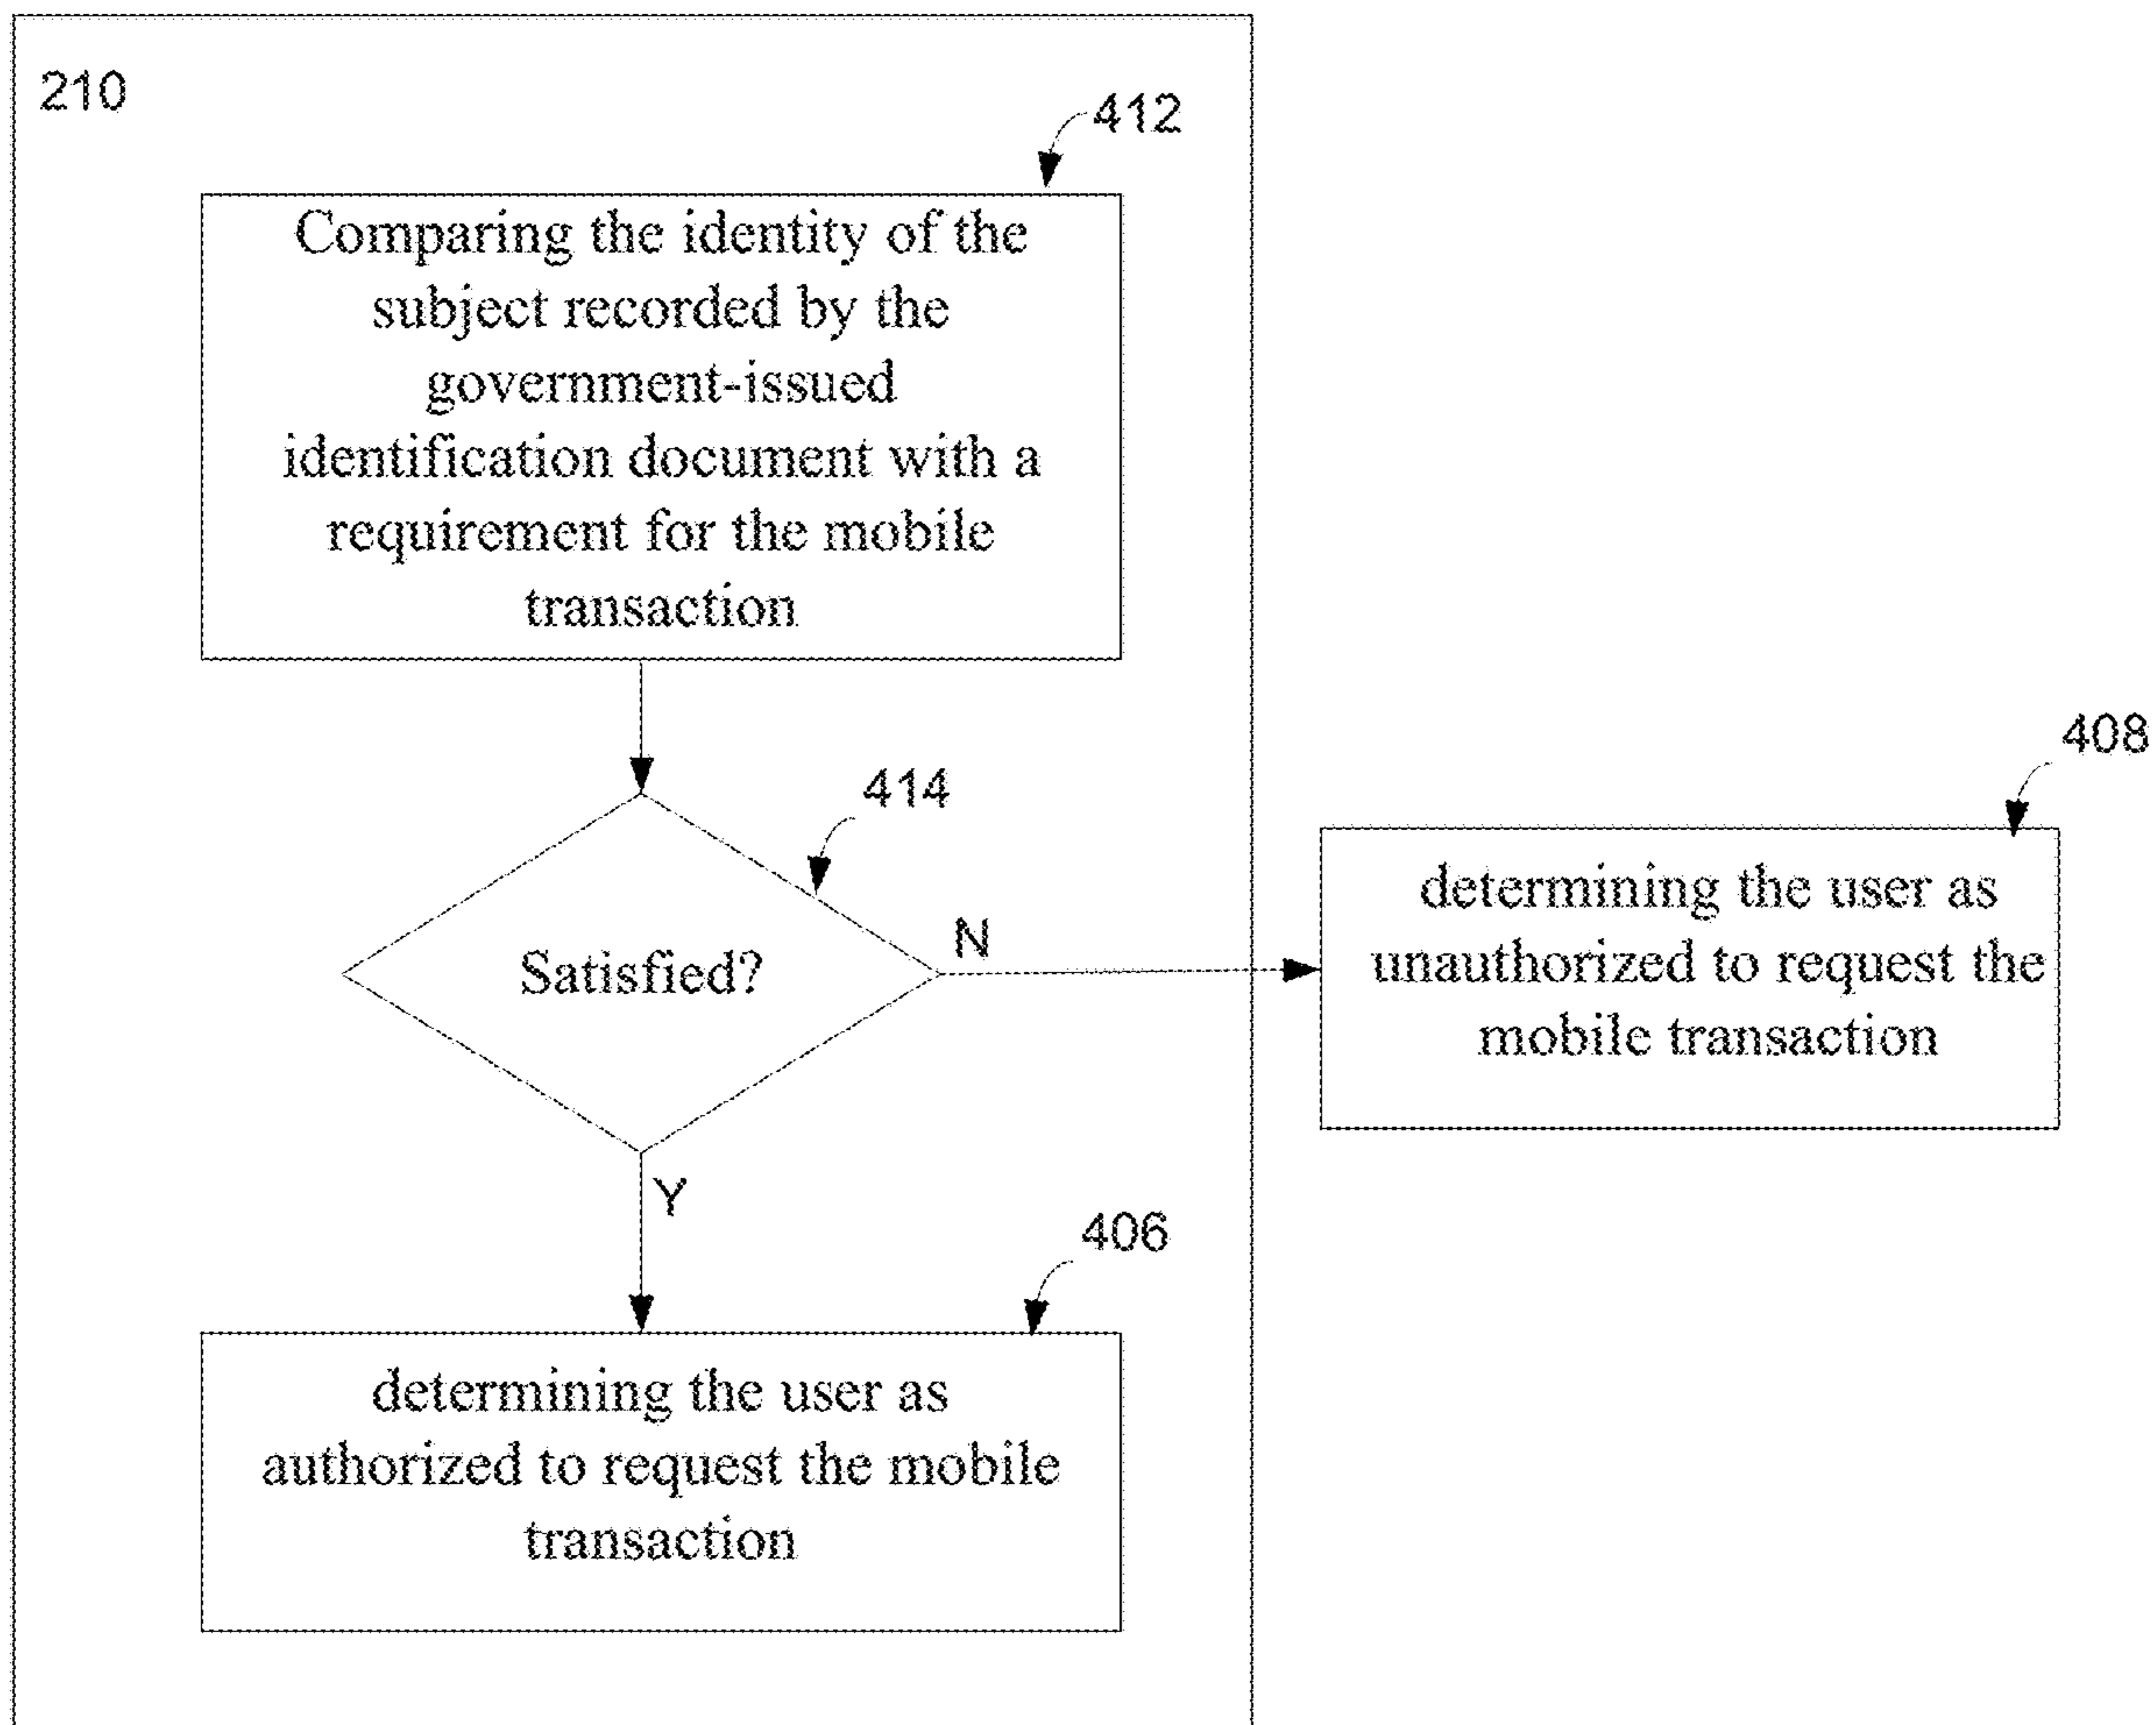 210
412
Comparing the identity of the
subject recorded by the
government-issued
identification document with a
requirement for the mobile
transaction
414
Satisfied?
N
408
determining the user as
unauthorized to request the
mobile transaction
Y
406
determining the user as
authorized to request the mobile
transaction